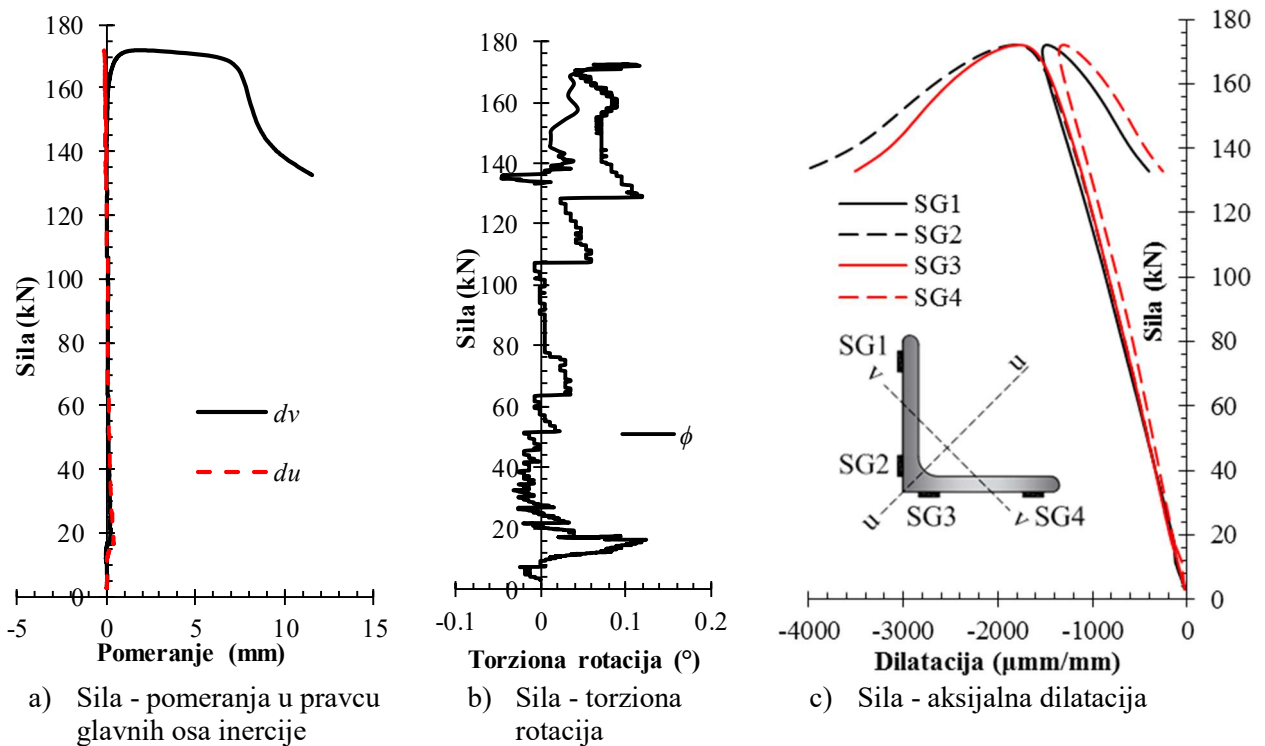 180
160
140
120
100
80
60
40
20
0
Sila (kN)
dv
du
-5 0 5 10 15
Pomeranje (mm)
a) Sila - pomeranja u pravcu
glavnih osa inercije
180
160
140
120
100
80
60
40
20
0
Sila (kN)
ϕ
-0.1 0 0.1 0.2
Torziona rotacija (°)
b) Sila - torziona
rotacija
180
160
140
120
100
80
60
40
20
0
Sila (kN)
SG1
SG2
SG3
SG4
SG1
v
u
SG2
u
SG3
v
SG4
-4000 -3000 -2000 -1000 0
Dilatacija (µmm/mm)
c) Sila - aksijalna dilatacija